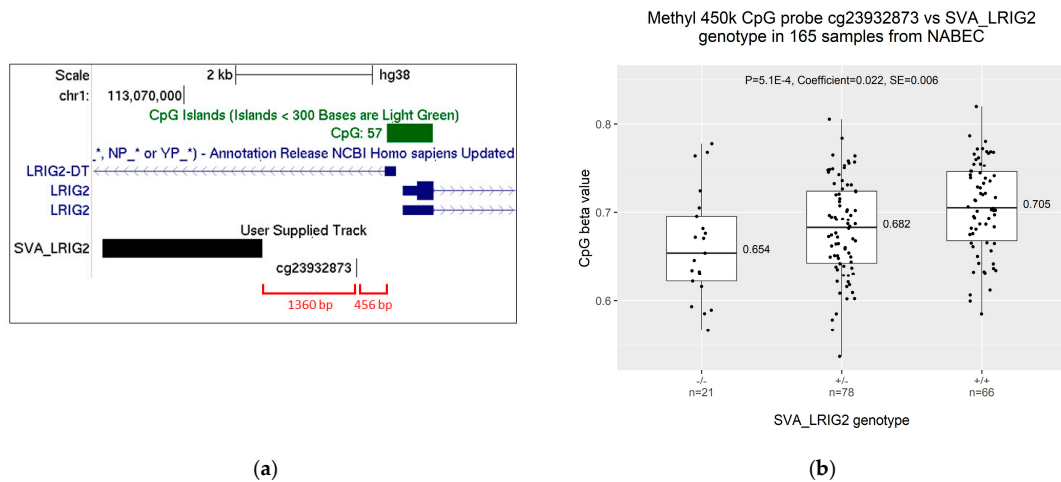 Scale 2 kb hg38
chr1: 113,070,000
CpG Islands (Islands < 300 Bases are Light Green)
CpG: 57
_*, NP_* or YP_*) - Annotation Release NCBI Homo sapiens Updated
LRIG2-DT
LRIG2
LRIG2
User Supplied Track
SVA_LRIG2
cg23932873
1360 bp 456 bp
(a)
Methyl 450k CpG probe cg23932873 vs SVA_LRIG2
genotype in 165 samples from NABEC
P=5.1E-4, Coefficient=0.022, SE=0.006
CpG beta value
0.8
0.7
0.6
0.654
0.682
0.705
-/- +/- +/+
n=21 n=78 n=66
SVA_LRIG2 genotype
(b)